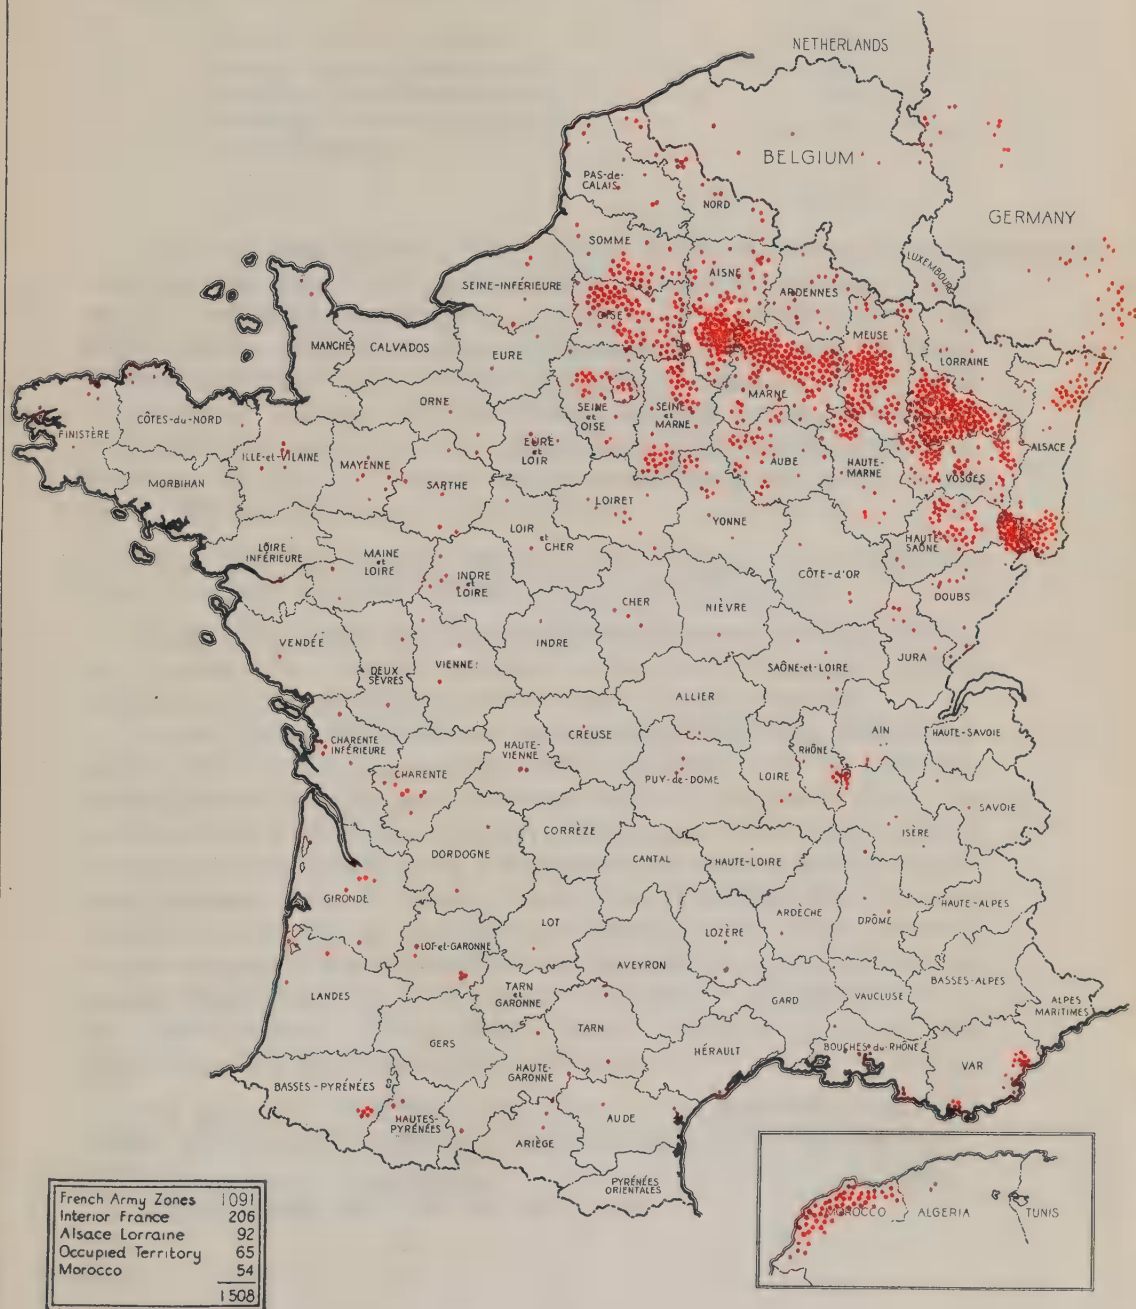 NETHERLANDS
BELGIUM
PAS-de-
CALAIS
NORD
GERMANY
SOMME
LUXEMBOURG
AISNE
SEINE-INFÉRIEURE
ARDENNES
OISE
MEUSE
MANCHE
CALVADOS
EURE
LORRAINE
MARNE
ORNE
SEINE
et
OISE
SEINE
et
MARNE
CÔTES-du-NORD
FINISTÈRE
EURE
et
LOIR
ALSACE
ILLE-et-VILAINE
MAYENNE
AUBE
HAUTE-
MARNE
VOSGES
MORBIHAN
SARTHE
LOIRET
YONNE
LOIR
et
CHER
HAUTE
SAÔNE
LOIRE
INFÉRIEURE
MAINE
et
LOIRE
INDRE
et
LOIRE
CÔTE-d'OR
DOUBS
CHER
NIÈVRE
VENDÉE
INDRE
VIENNE
DEUX
SÈVRES
SAÔNE-et-LOIRE
JURA
ALLIER
CHARENTE
INFÉRIEURE
CREUSE
AIN
HAUTE-SAVOIE
HAUTE-
VIENNE
RHÔNE
CHARENTE
PUY-de-DOME
LOIRE
SAVOIE
CORRÈZE
ISÈRE
DORDOGNE
CANTAL
HAUTE-LOIRE
GIRONDE
HAUTE-ALPES
ARDÈCHE
DRÔME
LOT
LOZÈRE
LOT-et-GARONNE
AVEYRON
BASSES-ALPES
LANDES
TARN
et
GARONNE
GARD
VAUCLUSE
ALPES
MARITIMES
TARN
GERS
HÉRAULT
BOUCHES-du-RHÔNE
VAR
HAUTE-
GARONNE
BASSES-PYRÉNÉES
AUDE
HAUTES-
PYRÉNÉES
ARIÈGE
PYRÉNÉES
ORIENTALES
French Army Zones 1091
Interior France 206
Alsace Lorraine 92
Occupied Territory 65
Morocco 54
1508
MOROCCO
ALGERIA
TUNIS